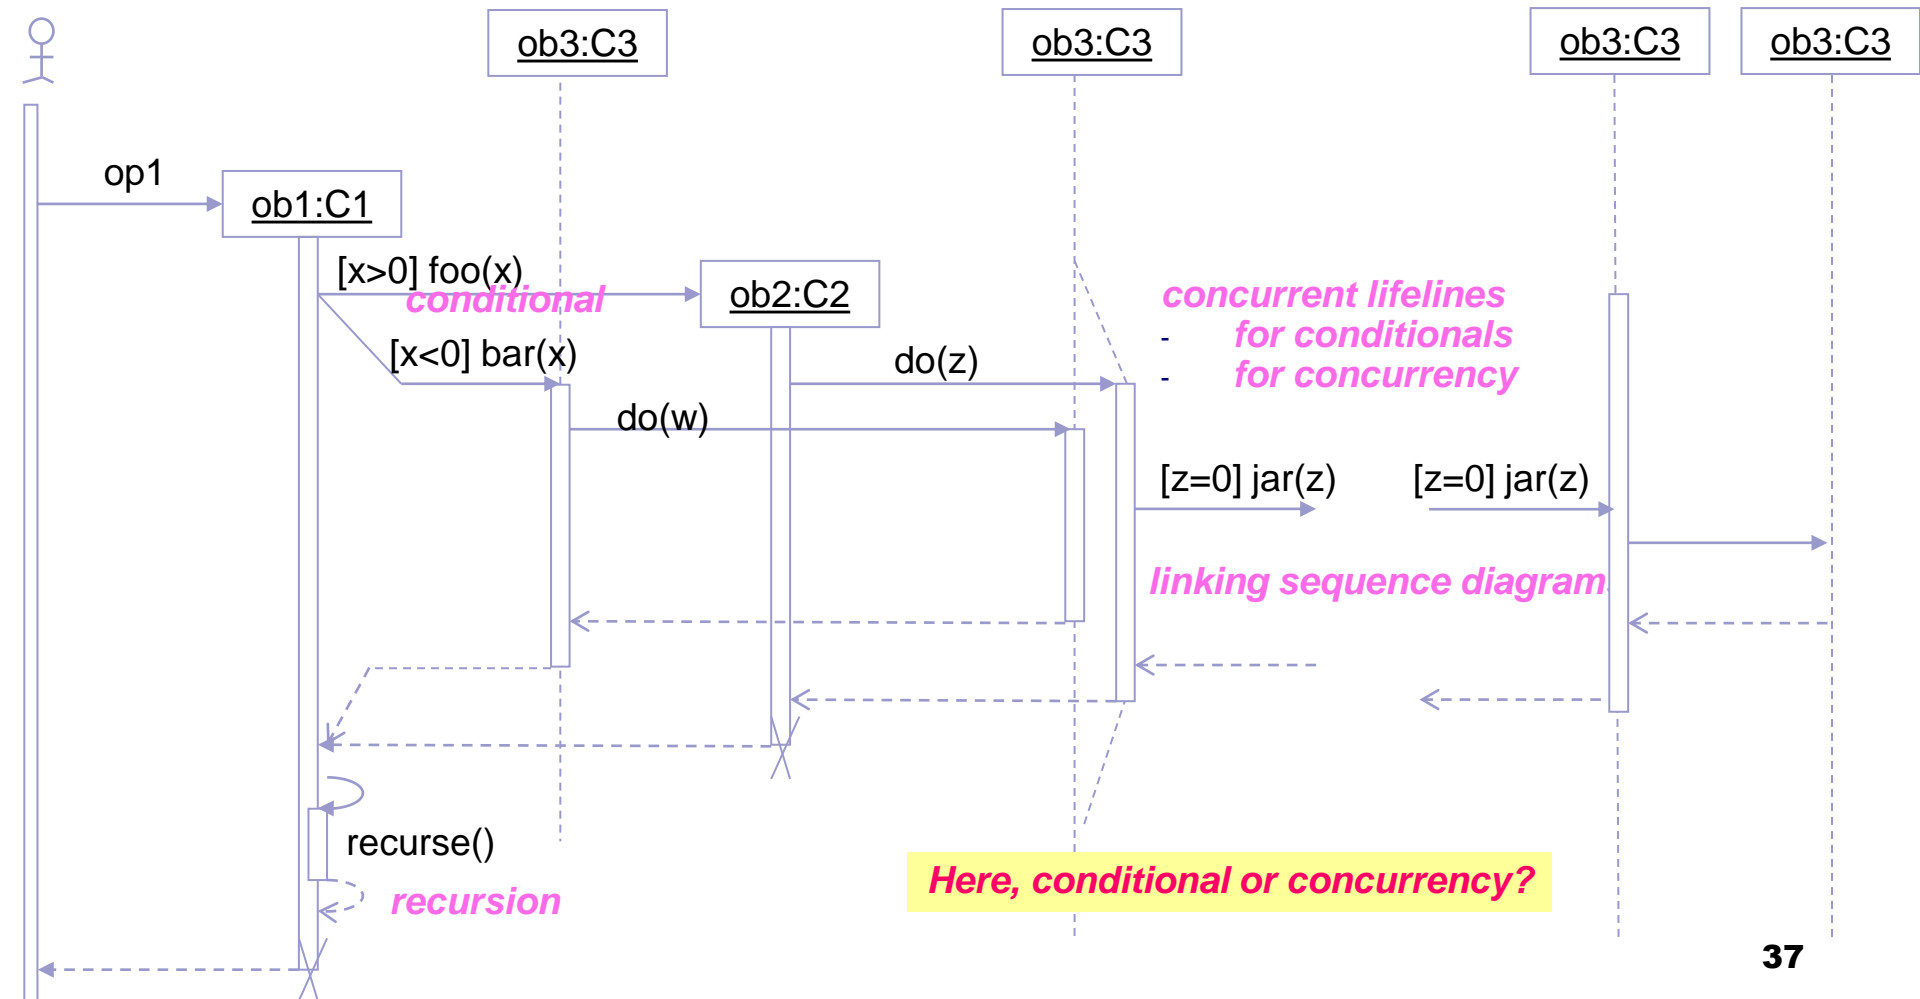 ob3:C3
ob3:C3
ob3:C3
ob3:C3
op1
ob1:C1
[x>0] foo(x)
conditional
ob2:C2
concurrent lifelines
- for conditionals
- for concurrency
[x<0] bar(x)
do(z)
do(w)
[z=0] jar(z)
[z=0] jar(z)
linking sequence diagram
recurse()
recursion
Here, conditional or concurrency?
37